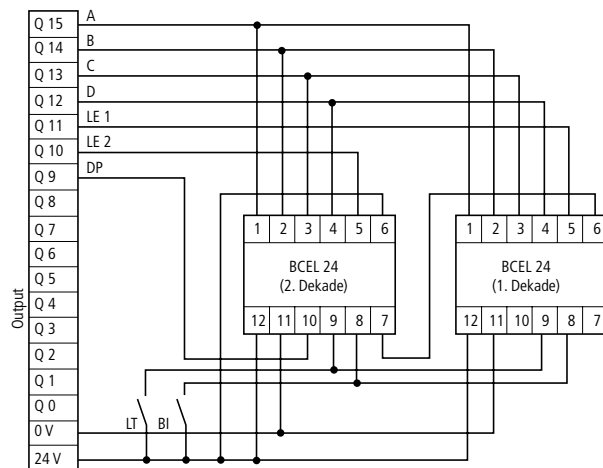 Output
Q 15 A
Q 14 B
Q 13 C
Q 12 D
Q 11 LE 1
Q 10 LE 2
Q 9 DP
Q 8
Q 7
Q 6
Q 5
Q 4
Q 3
Q 2
Q 1
Q 0
0 V
24 V
LT BI
1 2 3 4 5 6
BCEL 24
(2. Dekade)
12 11 10 9 8 7
1 2 3 4 5 6
BCEL 24
(1. Dekade)
12 11 10 9 8 7